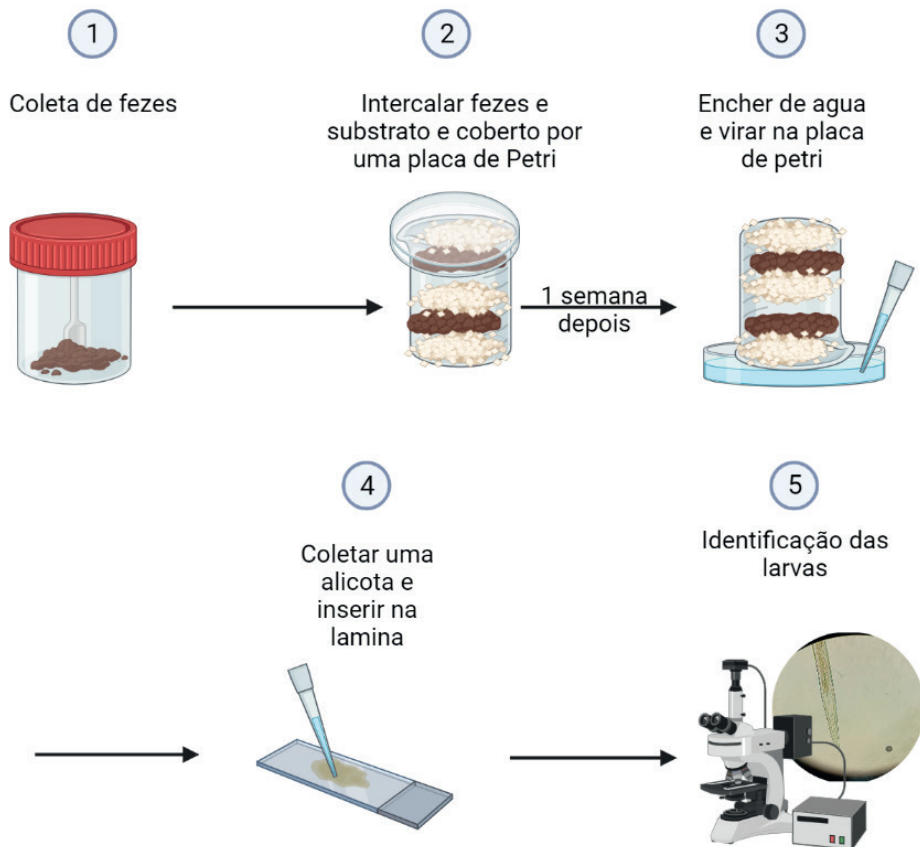 1
Coleta de fezes
2
Intercalar fezes e
substrato e coberto por
uma placa de Petri
3
Encher de agua
e virar na placa
de petri
1 semana
depois
4
Coletar uma
alicota e
inserir na
lamina
5
Identificação das
larvas